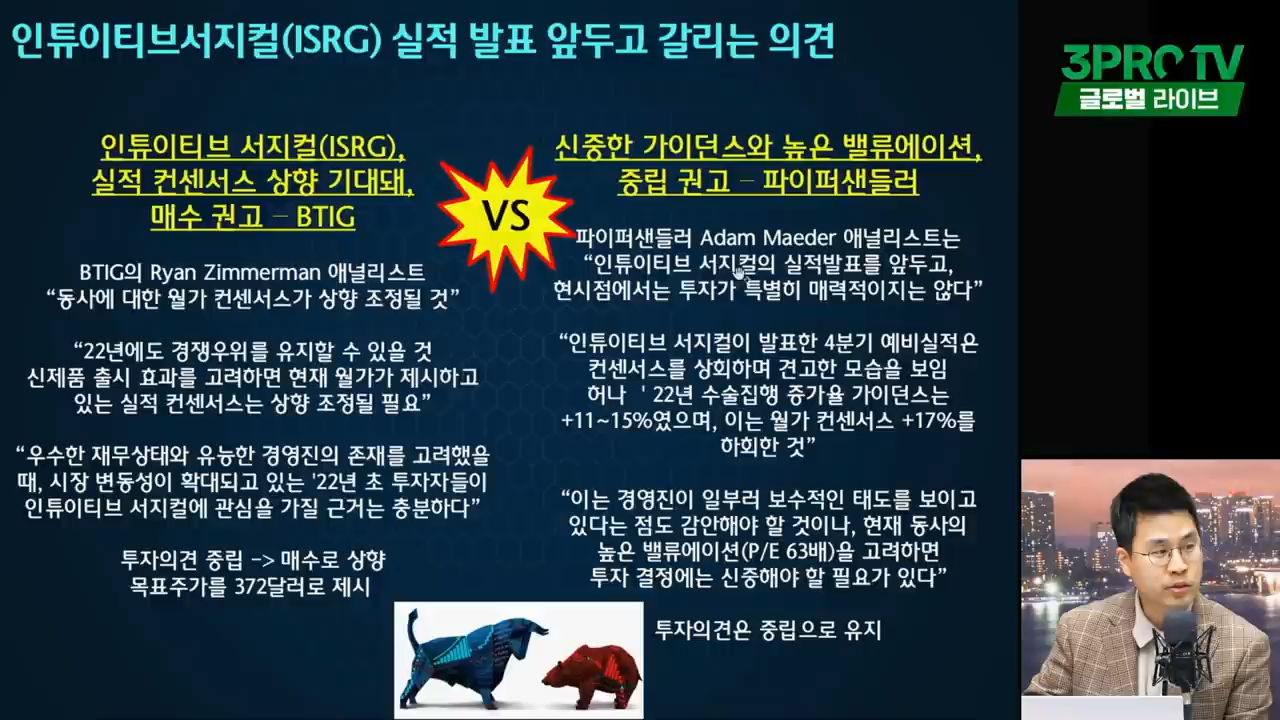 인튜이티브서지컬(ISRG) 실적 발표 앞두고 갈리는 의견
3PRO TV
글로벌 라이브
인튜이티브 서지컬(ISRG),
실적 컨센서스 상향 기대돼,
매수 권고 – BTIG
BTIG의 Ryan Zimmerman 애널리스트
“동사에 대한 월가 컨센서스가 상향 조정될 것”
“22년에도 경쟁우위를 유지할 수 있을 것
신제품 출시 효과를 고려하면 현재 월가가 제시하고
있는 실적 컨센서스는 상향 조정될 필요”
“우수한 재무상태와 유능한 경영진의 존재를 고려했을
때, 시장 변동성이 확대되고 있는 '22년 초 투자자들이
인튜이티브 서지컬에 관심을 가질 근거는 충분하다”
투자의견 중립 -> 매수로 상향
목표주가를 372달러로 제시
VS
신중한 가이던스와 높은 밸류에이션,
중립 권고 – 파이퍼샌들러
파이퍼샌들러 Adam Maeder 애널리스트는
“인튜이티브 서지컬의 실적발표를 앞두고,
현시점에서는 투자가 특별히 매력적이지는 않다”
“인튜이티브 서지컬이 발표한 4분기 예비실적은
컨센서스를 상회하며 견고한 모습을 보임
허나 ' 22년 수술집행 증가율 가이던스는
+11~15%였으며, 이는 월가 컨센서스 +17%를
하회한 것”
“이는 경영진이 일부러 보수적인 태도를 보이고
있다는 점도 감안해야 할 것이나, 현재 동사의
높은 밸류에이션(P/E 63배)을 고려하면
투자 결정에는 신중해야 할 필요가 있다”
투자의견은 중립으로 유지